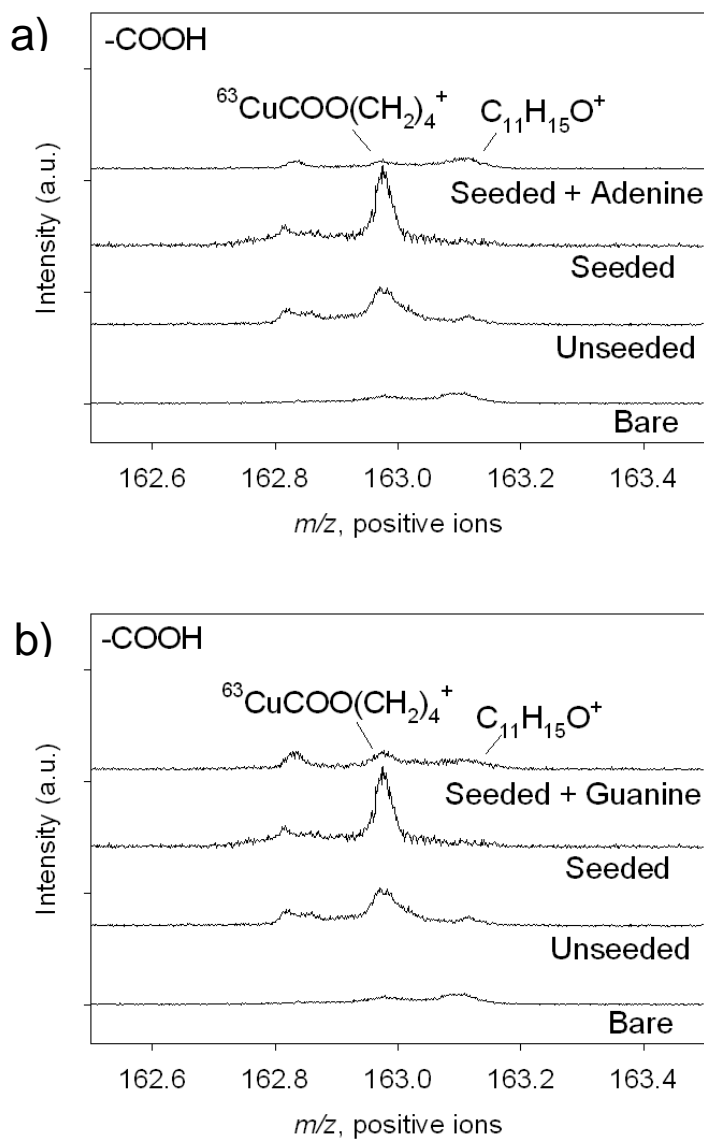 a)
-COOH
⁶³CuCOO(CH₂)₄⁺
C₁₁H₁₅O⁺
Seeded + Adenine
Seeded
Unseeded
Bare
Intensity (a.u.)
162.6 162.8 163.0 163.2 163.4
m/z, positive ions
b)
-COOH
⁶³CuCOO(CH₂)₄⁺
C₁₁H₁₅O⁺
Seeded + Guanine
Seeded
Unseeded
Bare
Intensity (a.u.)
162.6 162.8 163.0 163.2 163.4
m/z, positive ions